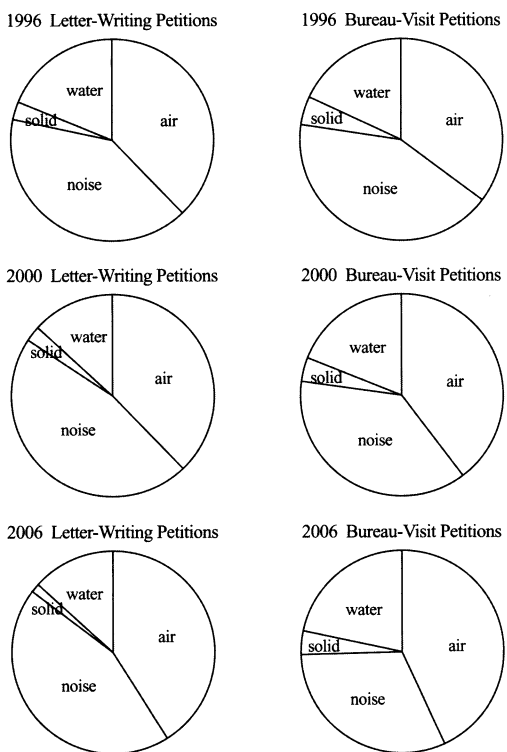 1996 Letter-Writing Petitions
water
solid
air
noise
1996 Bureau-Visit Petitions
water
solid
air
noise
2000 Letter-Writing Petitions
water
solid
air
noise
2000 Bureau-Visit Petitions
water
solid
air
noise
2006 Letter-Writing Petitions
water
solid
air
noise
2006 Bureau-Visit Petitions
water
solid
air
noise